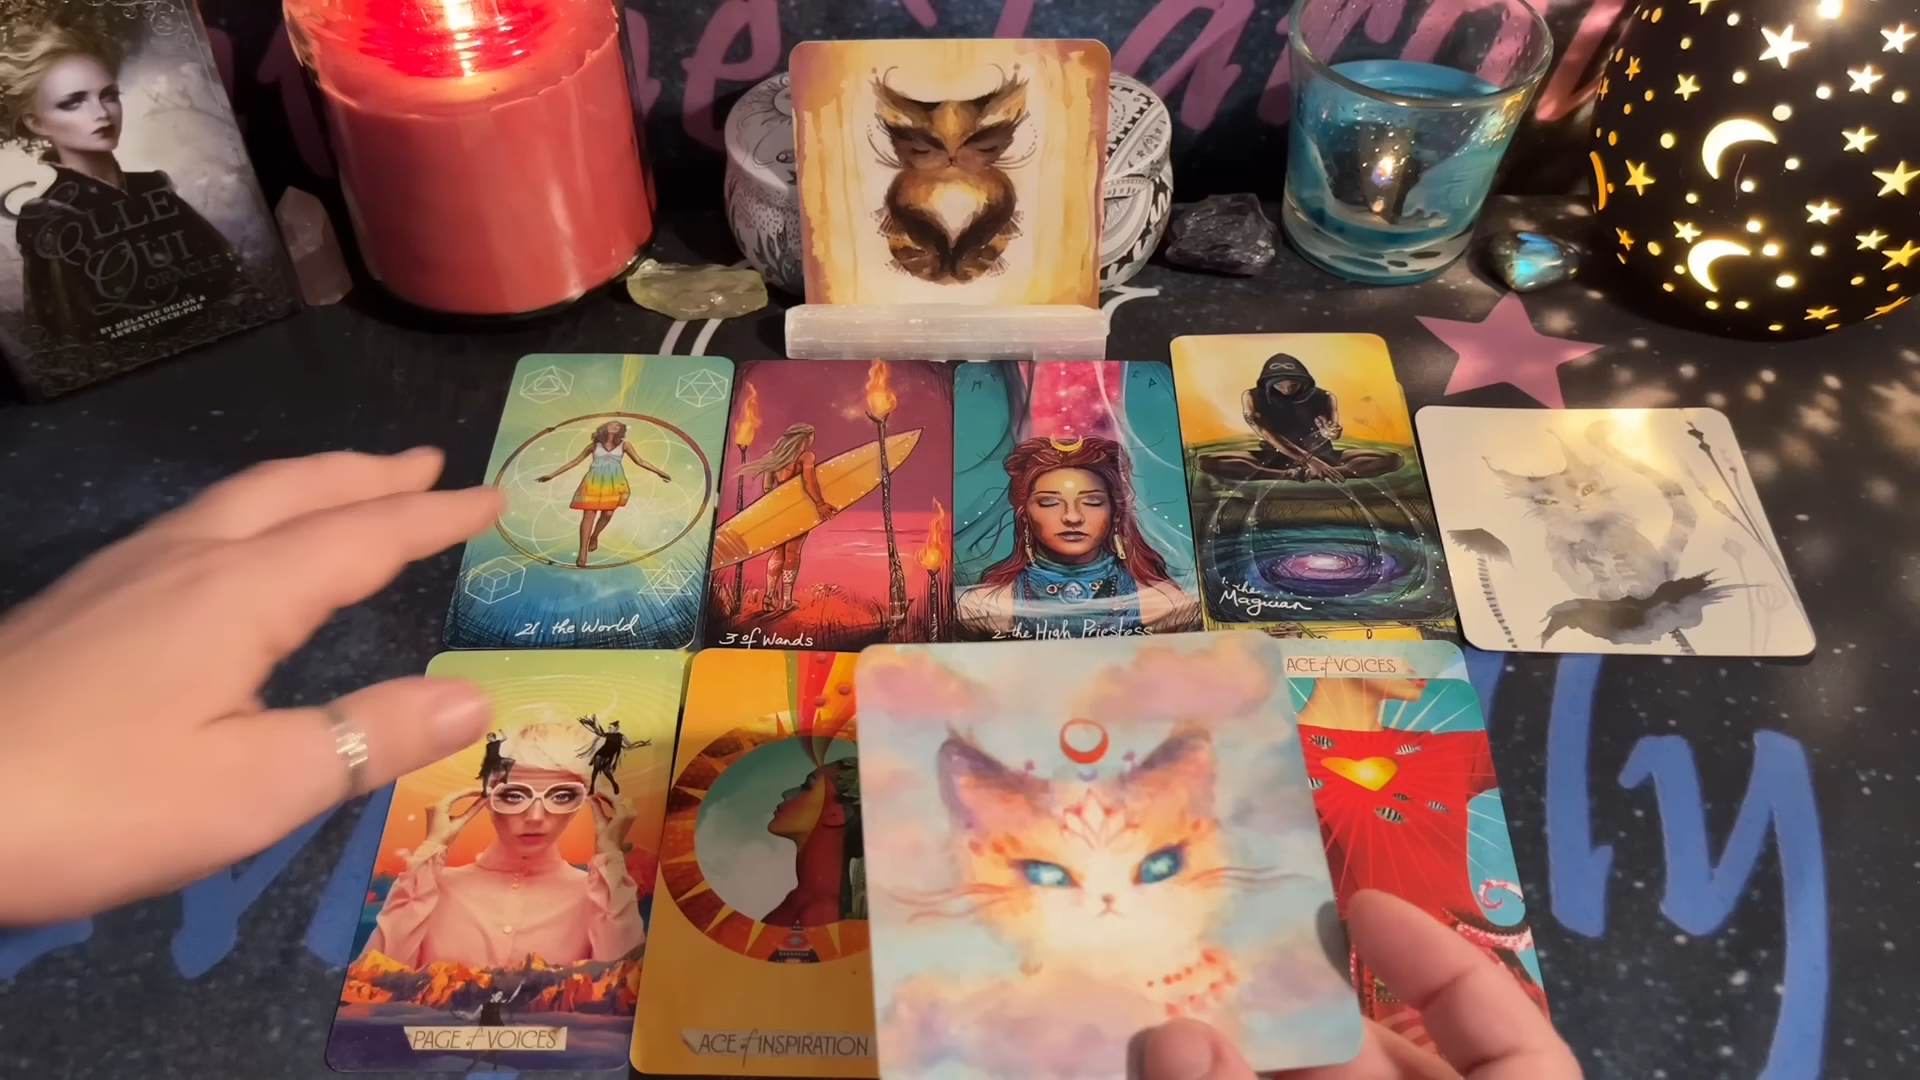 ELLE
QUI
ORACLE
BY MELANIE DELON &
ARWEN LYNCH-POE
21. the World
3 of Wands
2. the High Priestess
1. the
Magician
PAGE of VOICES
ACE of INSPIRATION
ACE of VOICES